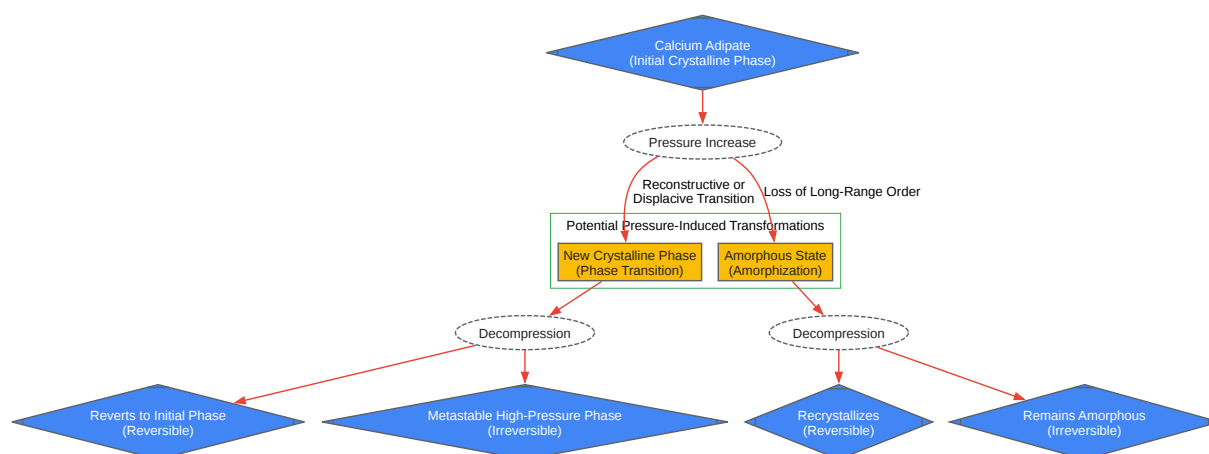 Calcium Adipate
(Initial Crystalline Phase)
Pressure Increase
Reconstructive or
Displacive Transition
Loss of Long-Range Order
Potential Pressure-Induced Transformations
New Crystalline Phase
(Phase Transition)
Amorphous State
(Amorphization)
Decompression
Decompression
Reverts to Initial Phase
(Reversible)
Metastable High-Pressure Phase
(Irreversible)
Recrystallizes
(Reversible)
Remains Amorphous
(Irreversible)